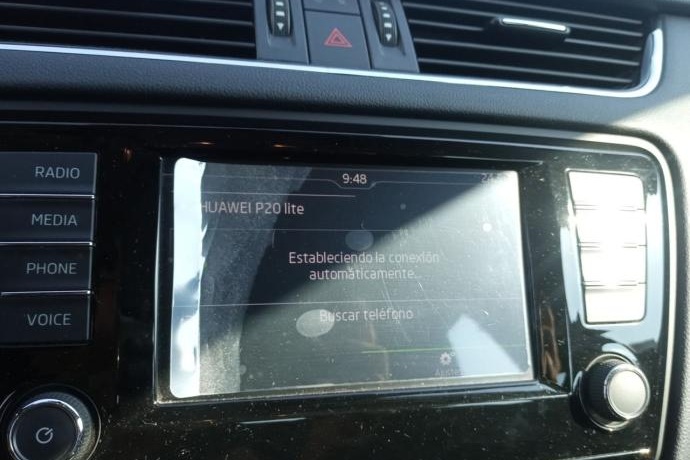 9:48
RADIO
HUAWEI P20 lite
MEDIA
Estableciendo la conexión
automáticamente...
PHONE
Buscar teléfono
VOICE